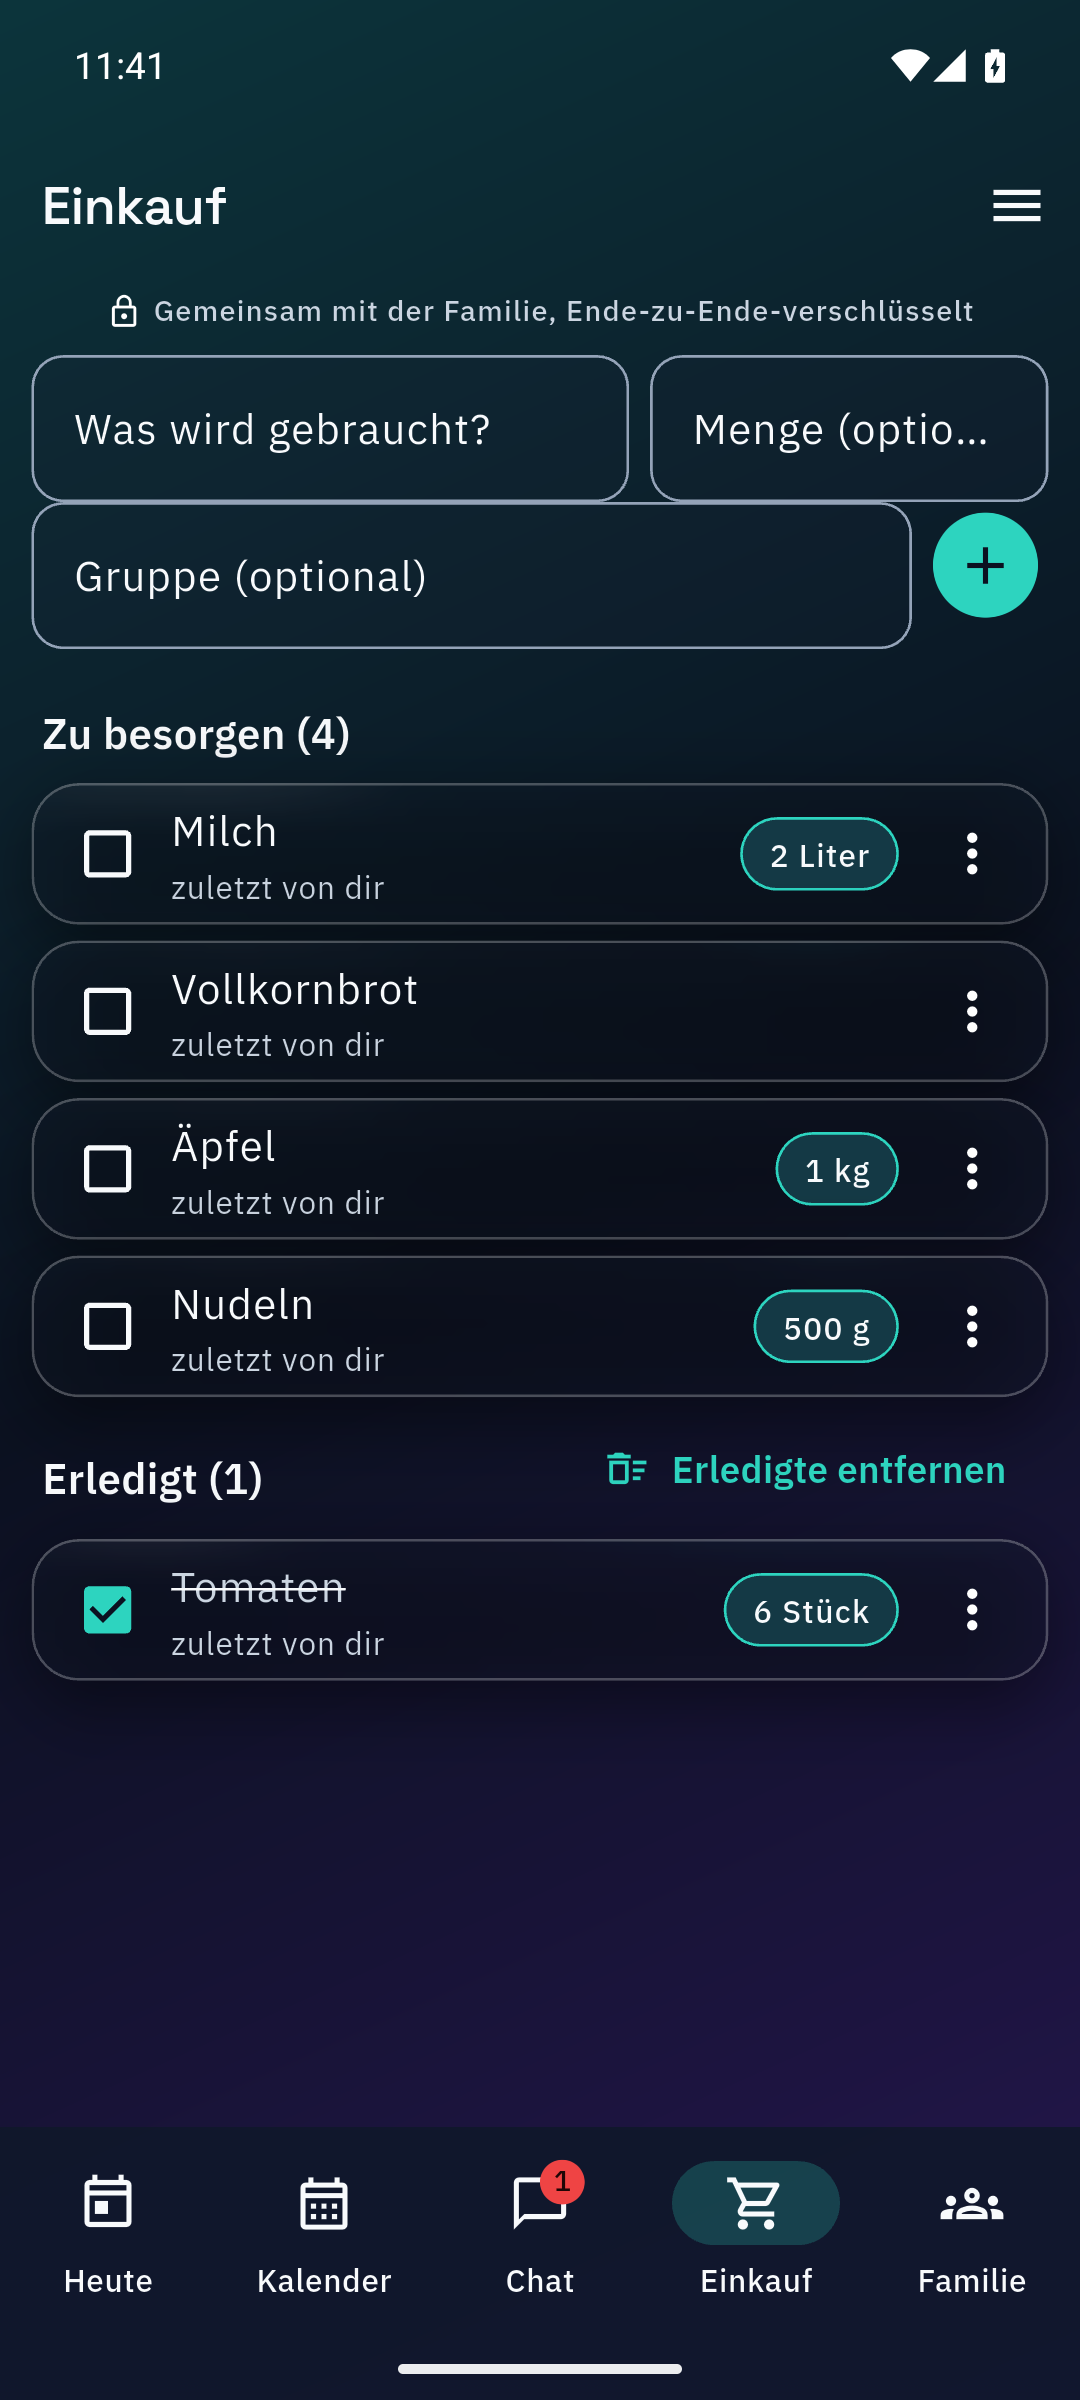 11:41
Einkauf
Gemeinsam mit der Familie, Ende-zu-Ende-verschlüsselt
Was wird gebraucht?
Menge (optio...
Gruppe (optional)
Zu besorgen (4)
Milch
zuletzt von dir
2 Liter
Vollkornbrot
zuletzt von dir
Äpfel
zuletzt von dir
1 kg
Nudeln
zuletzt von dir
500 g
Erledigt (1)
Erledigte entfernen
Tomaten
zuletzt von dir
6 Stück
1
Heute
Kalender
Chat
Einkauf
Familie